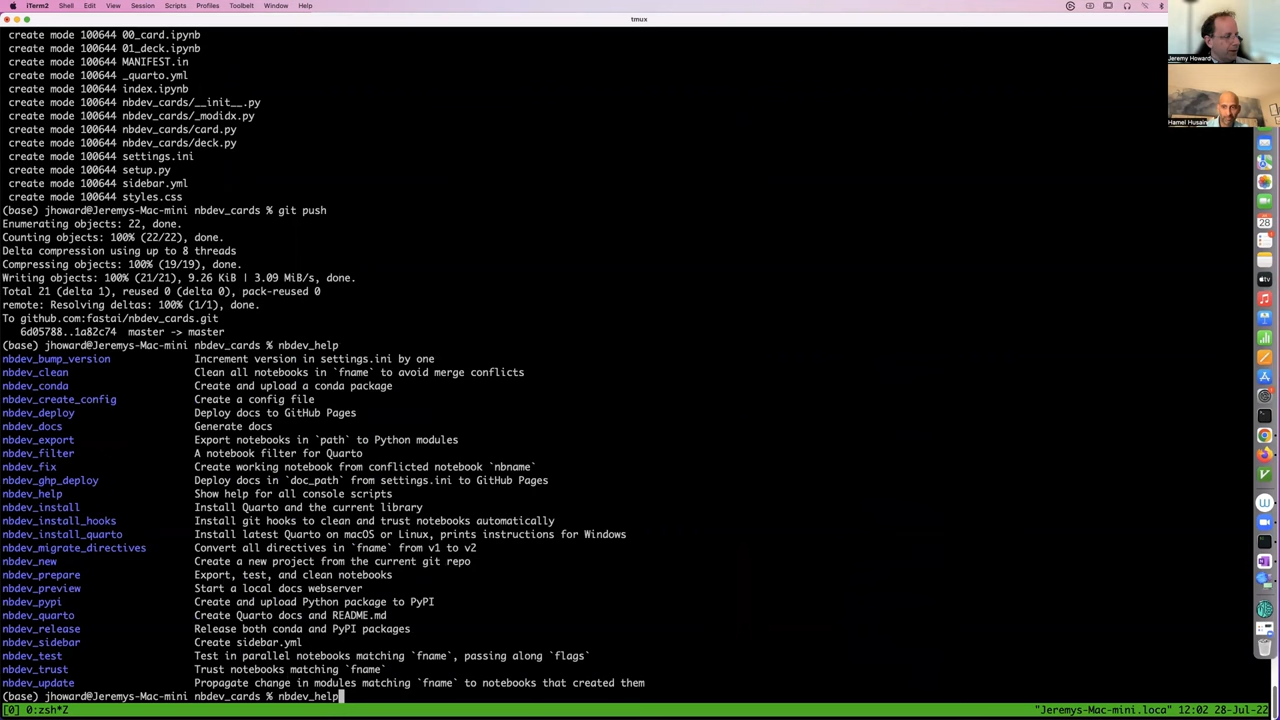 iTerm2 Shell Edit View Session Scripts Profiles Toolbelt Window Help
tmux
create mode 100644 00_card.ipynb
create mode 100644 01_deck.ipynb
create mode 100644 MANIFEST.in
create mode 100644 _quarto.yml
create mode 100644 index.ipynb
create mode 100644 nbdev_cards/__init__.py
create mode 100644 nbdev_cards/_modidx.py
create mode 100644 nbdev_cards/card.py
create mode 100644 nbdev_cards/deck.py
create mode 100644 settings.ini
create mode 100644 setup.py
create mode 100644 sidebar.yml
create mode 100644 styles.css
(base) jhoward@Jeremys-Mac-mini nbdev_cards % git push
Enumerating objects: 22, done.
Counting objects: 100% (22/22), done.
Delta compression using up to 8 threads
Compressing objects: 100% (19/19), done.
Writing objects: 100% (21/21), 9.26 KiB | 3.09 MiB/s, done.
Total 21 (delta 1), reused 0 (delta 0), pack-reused 0
remote: Resolving deltas: 100% (1/1), done.
To github.com:fastai/nbdev_cards.git
6d05788..1a82c74 master -> master
(base) jhoward@Jeremys-Mac-mini nbdev_cards % nbdev_help
nbdev_bump_version Increment version in settings.ini by one
nbdev_clean Clean all notebooks in `fname` to avoid merge conflicts
nbdev_conda Create and upload a conda package
nbdev_create_config Create a config file
nbdev_deploy Deploy docs to GitHub Pages
nbdev_docs Generate docs
nbdev_export Export notebooks in `path` to Python modules
nbdev_filter A notebook filter for Quarto
nbdev_fix Create working notebook from conflicted notebook `nbname`
nbdev_ghp_deploy Deploy docs in `doc_path` from settings.ini to GitHub Pages
nbdev_help Show help for all console scripts
nbdev_install Install Quarto and the current library
nbdev_install_hooks Install git hooks to clean and trust notebooks automatically
nbdev_install_quarto Install latest Quarto on macOS or Linux, prints instructions for Windows
nbdev_migrate_directives Convert all directives in `fname` from v1 to v2
nbdev_new Create a new project from the current git repo
nbdev_prepare Export, test, and clean notebooks
nbdev_preview Start a local docs webserver
nbdev_pypi Create and upload Python package to PyPI
nbdev_quarto Create Quarto docs and README.md
nbdev_release Release both conda and PyPI packages
nbdev_sidebar Create sidebar.yml
nbdev_test Test in parallel notebooks matching `fname`, passing along `flags`
nbdev_trust Trust notebooks matching `fname`
nbdev_update Propagate change in modules matching `fname` to notebooks that created them
(base) jhoward@Jeremys-Mac-mini nbdev_cards % nbdev_help
[0] 0:zsh*Z "Jeremys-Mac-mini.loca" 12:02 28-Jul-22
Jeremy Howard
Hamel Husain
28
tv